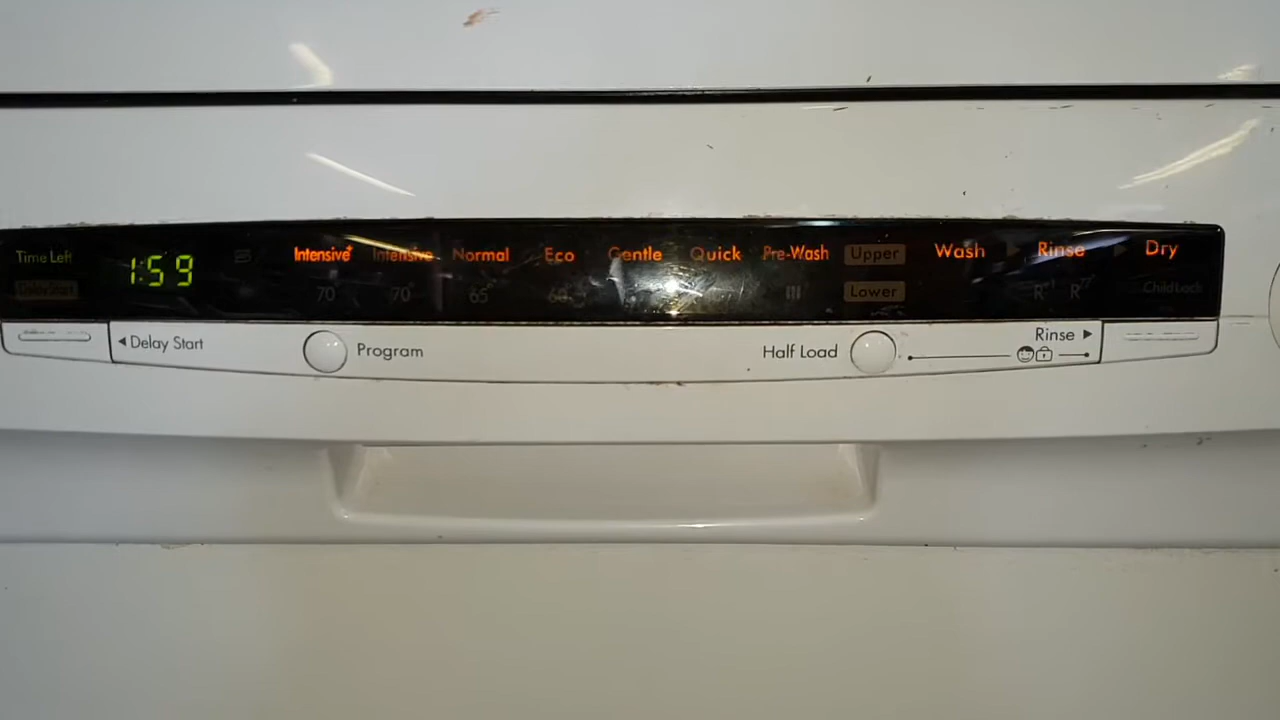 Time Left 1:59 Intensive+ Intensive Normal Eco Gentle Quick Pre-Wash Upper Wash Rinse Dry
70° 70° 65° Lower Child Lock
Delay Start Program Half Load Rinse